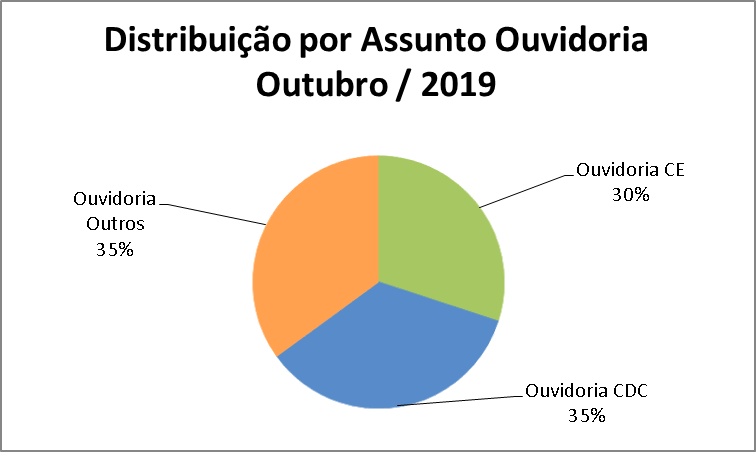 Distribuição por Assunto Ouvidoria
Outubro / 2019
Ouvidoria CE
30%
Ouvidoria
Outros
35%
Ouvidoria CDC
35%